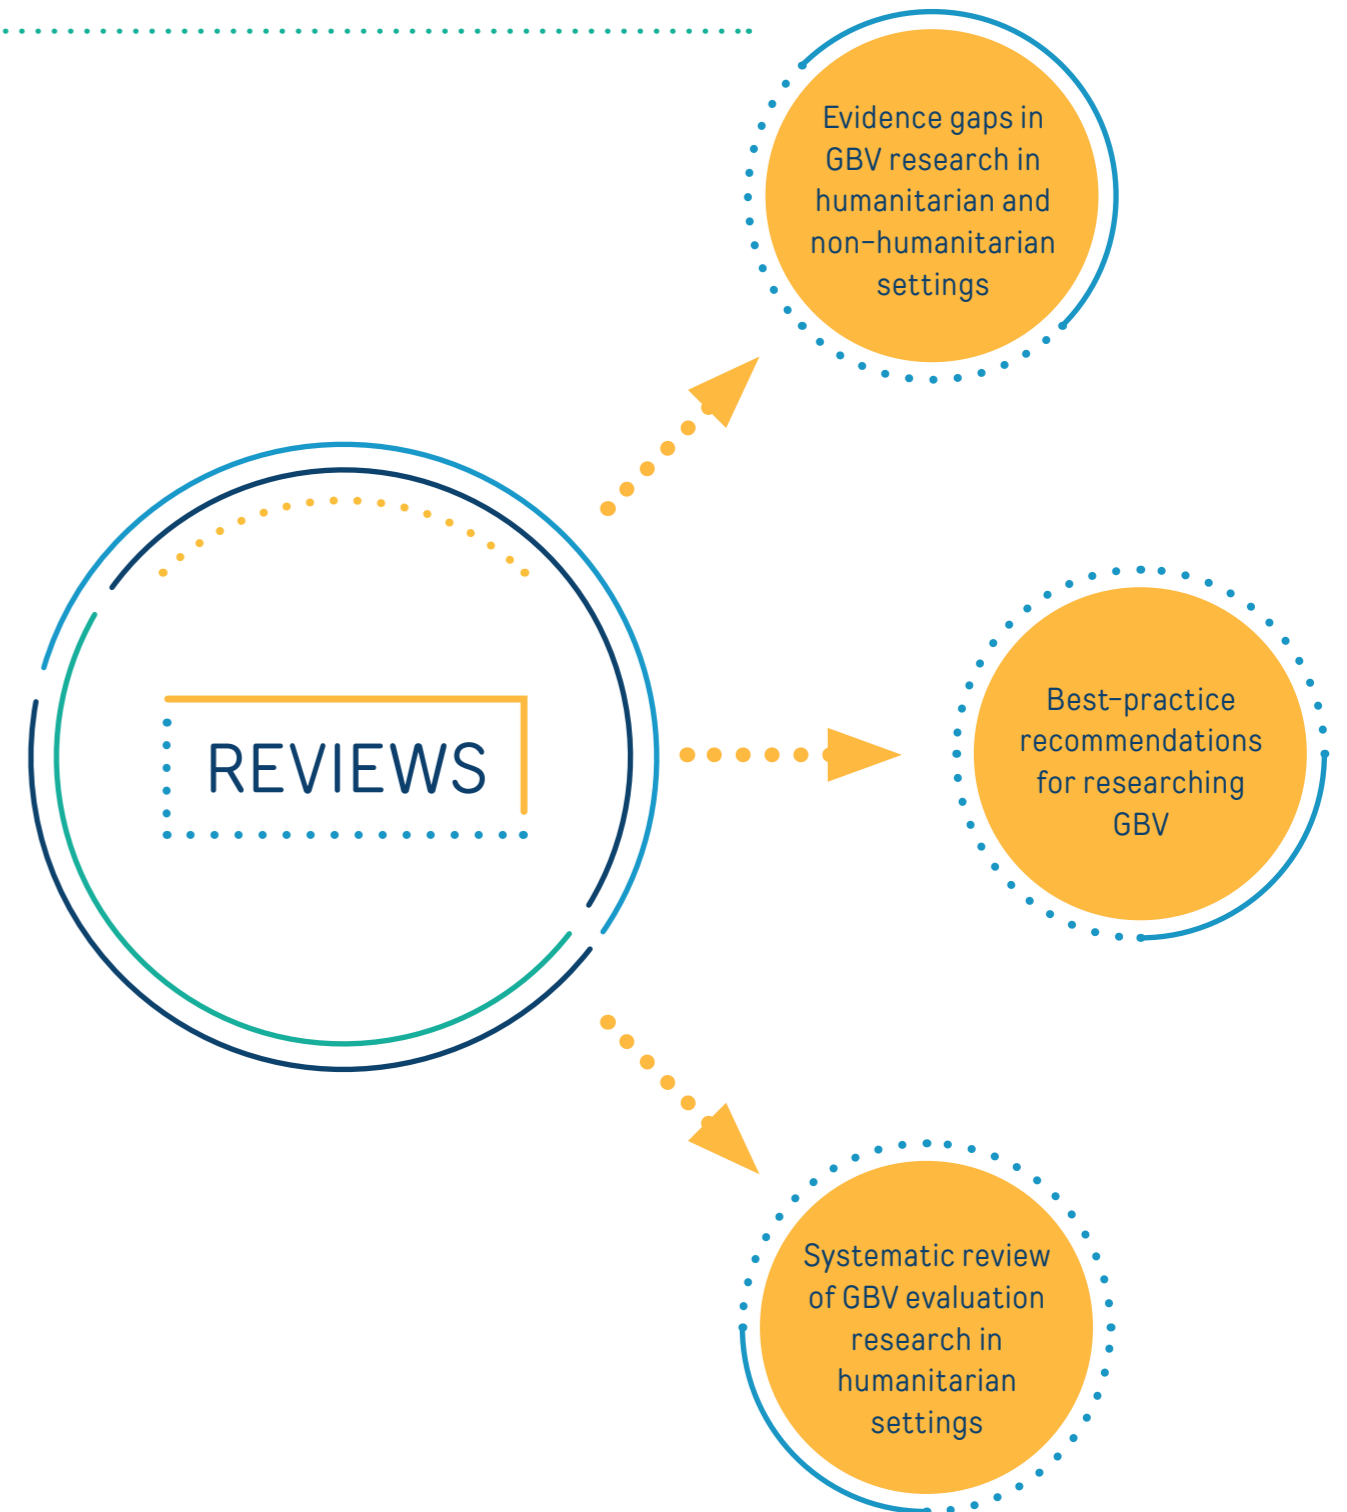 Evidence gaps in
GBV research in
humanitarian and
non-humanitarian
settings
REVIEWS
Best-practice
recommendations
for researching
GBV
Systematic review
of GBV evaluation
research in
humanitarian
settings